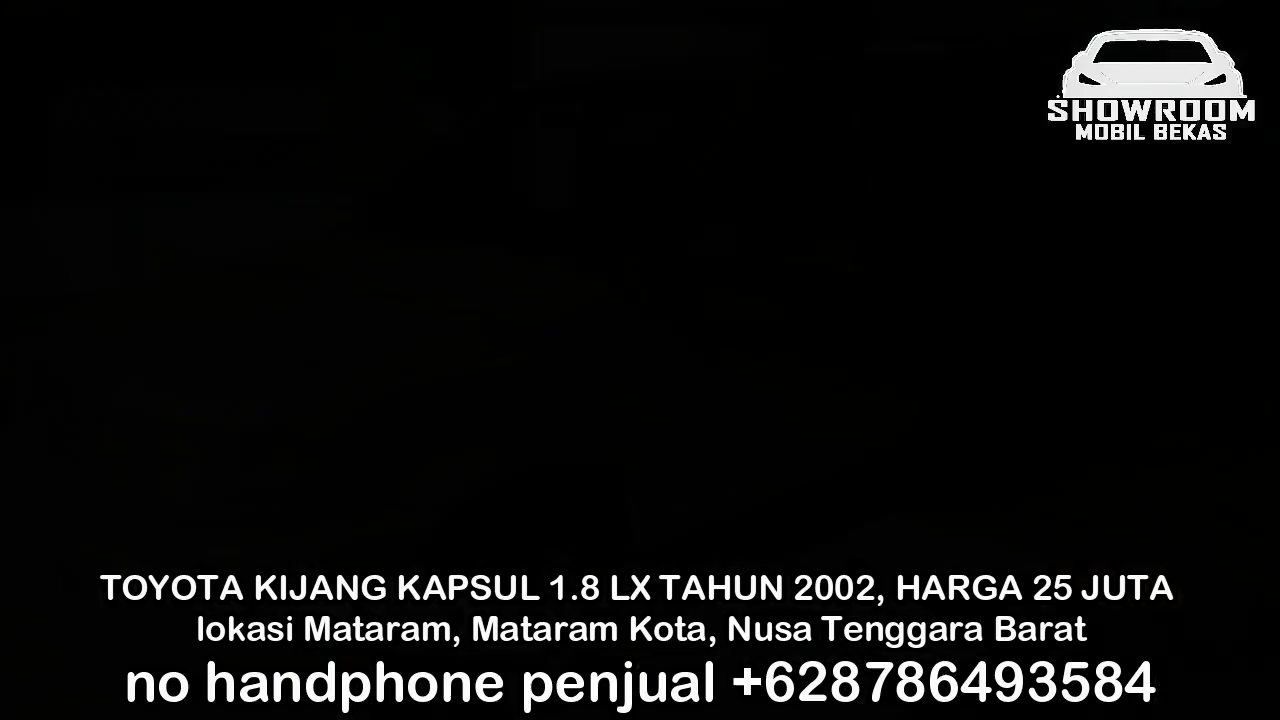 SHOWROOM
MOBIL BEKAS
TOYOTA KIJANG KAPSUL 1.8 LX TAHUN 2002, HARGA 25 JUTA
lokasi Mataram, Mataram Kota, Nusa Tenggara Barat
no handphone penjual +628786493584